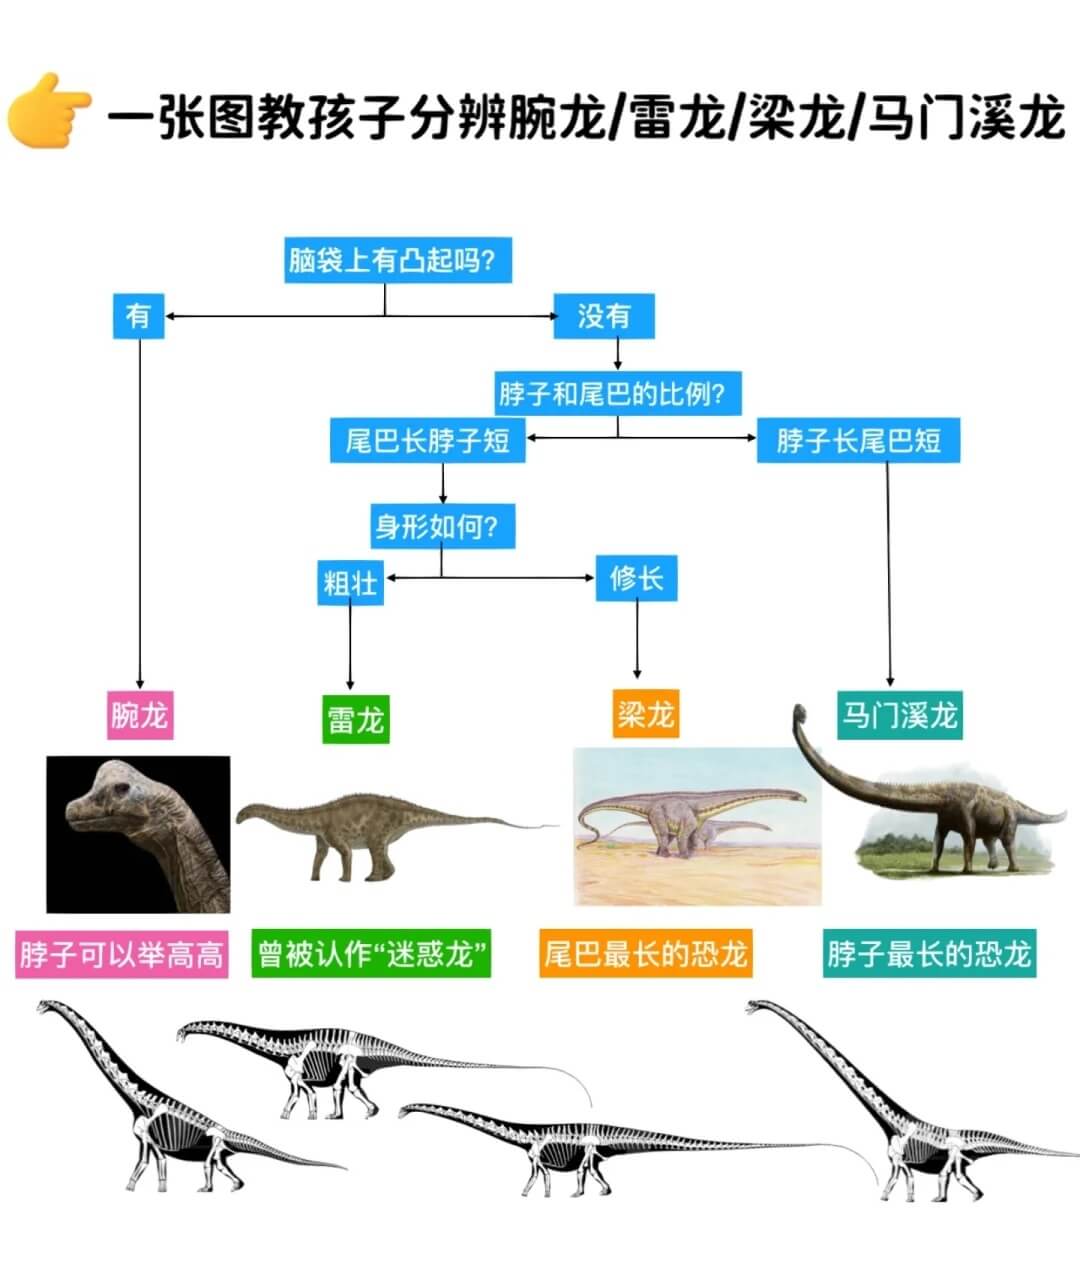 一张图教孩子分辨腕龙/雷龙/梁龙/马门溪龙
脑袋上有凸起吗?
有
没有
脖子和尾巴的比例?
尾巴长脖子短
脖子长尾巴短
身形如何?
粗壮
修长
腕龙
雷龙
梁龙
马门溪龙
脖子可以举高高
曾被认作“迷惑龙”
尾巴最长的恐龙
脖子最长的恐龙